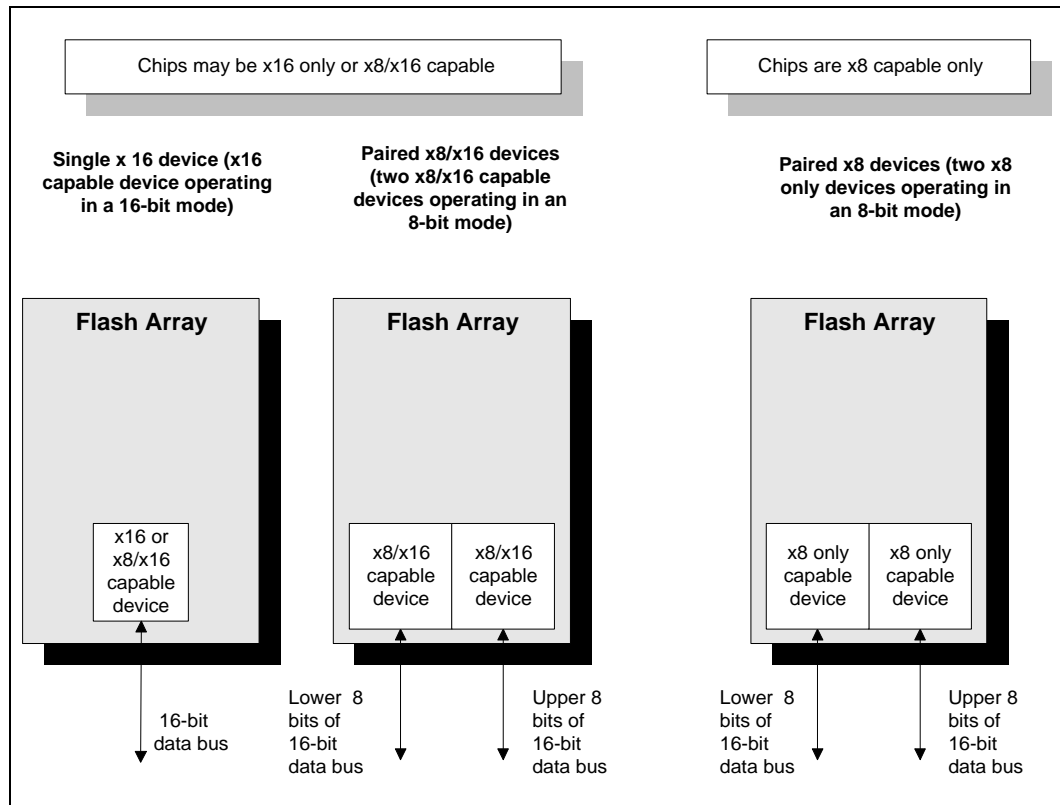 Chips may be x16 only or x8/x16 capable
Chips are x8 capable only
Single x 16 device (x16
capable device operating
in a 16-bit mode)
Paired x8/x16 devices
(two x8/x16 capable
devices operating in an
8-bit mode)
Paired x8 devices (two x8
only devices operating in
an 8-bit mode)
Flash Array
x16 or
x8/x16
capable
device
16-bit
data bus
Flash Array
x8/x16
capable
device
x8/x16
capable
device
Lower 8
bits of
16-bit
data bus
Upper 8
bits of
16-bit
data bus
Flash Array
x8 only
capable
device
x8 only
capable
device
Lower 8
bits of
16-bit
data bus
Upper 8
bits of
16-bit
data bus